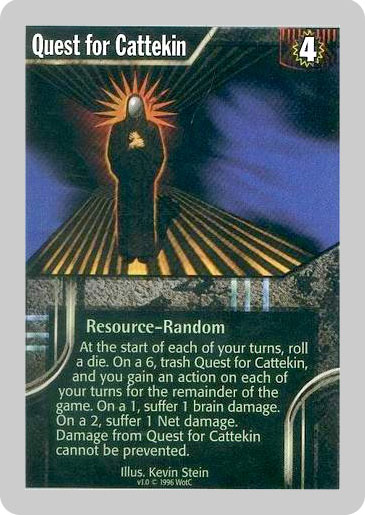 Quest for Cattekin
4
Resource-Random
At the start of each of your turns, roll
a die. On a 6, trash Quest for Cattekin,
and you gain an action on each of
your turns for the remainder of the
game. On a 1, suffer 1 brain damage.
On a 2, suffer 1 Net damage.
Damage from Quest for Cattekin
cannot be prevented.
Illus. Kevin Stein
v1.0 © 1996 WotC